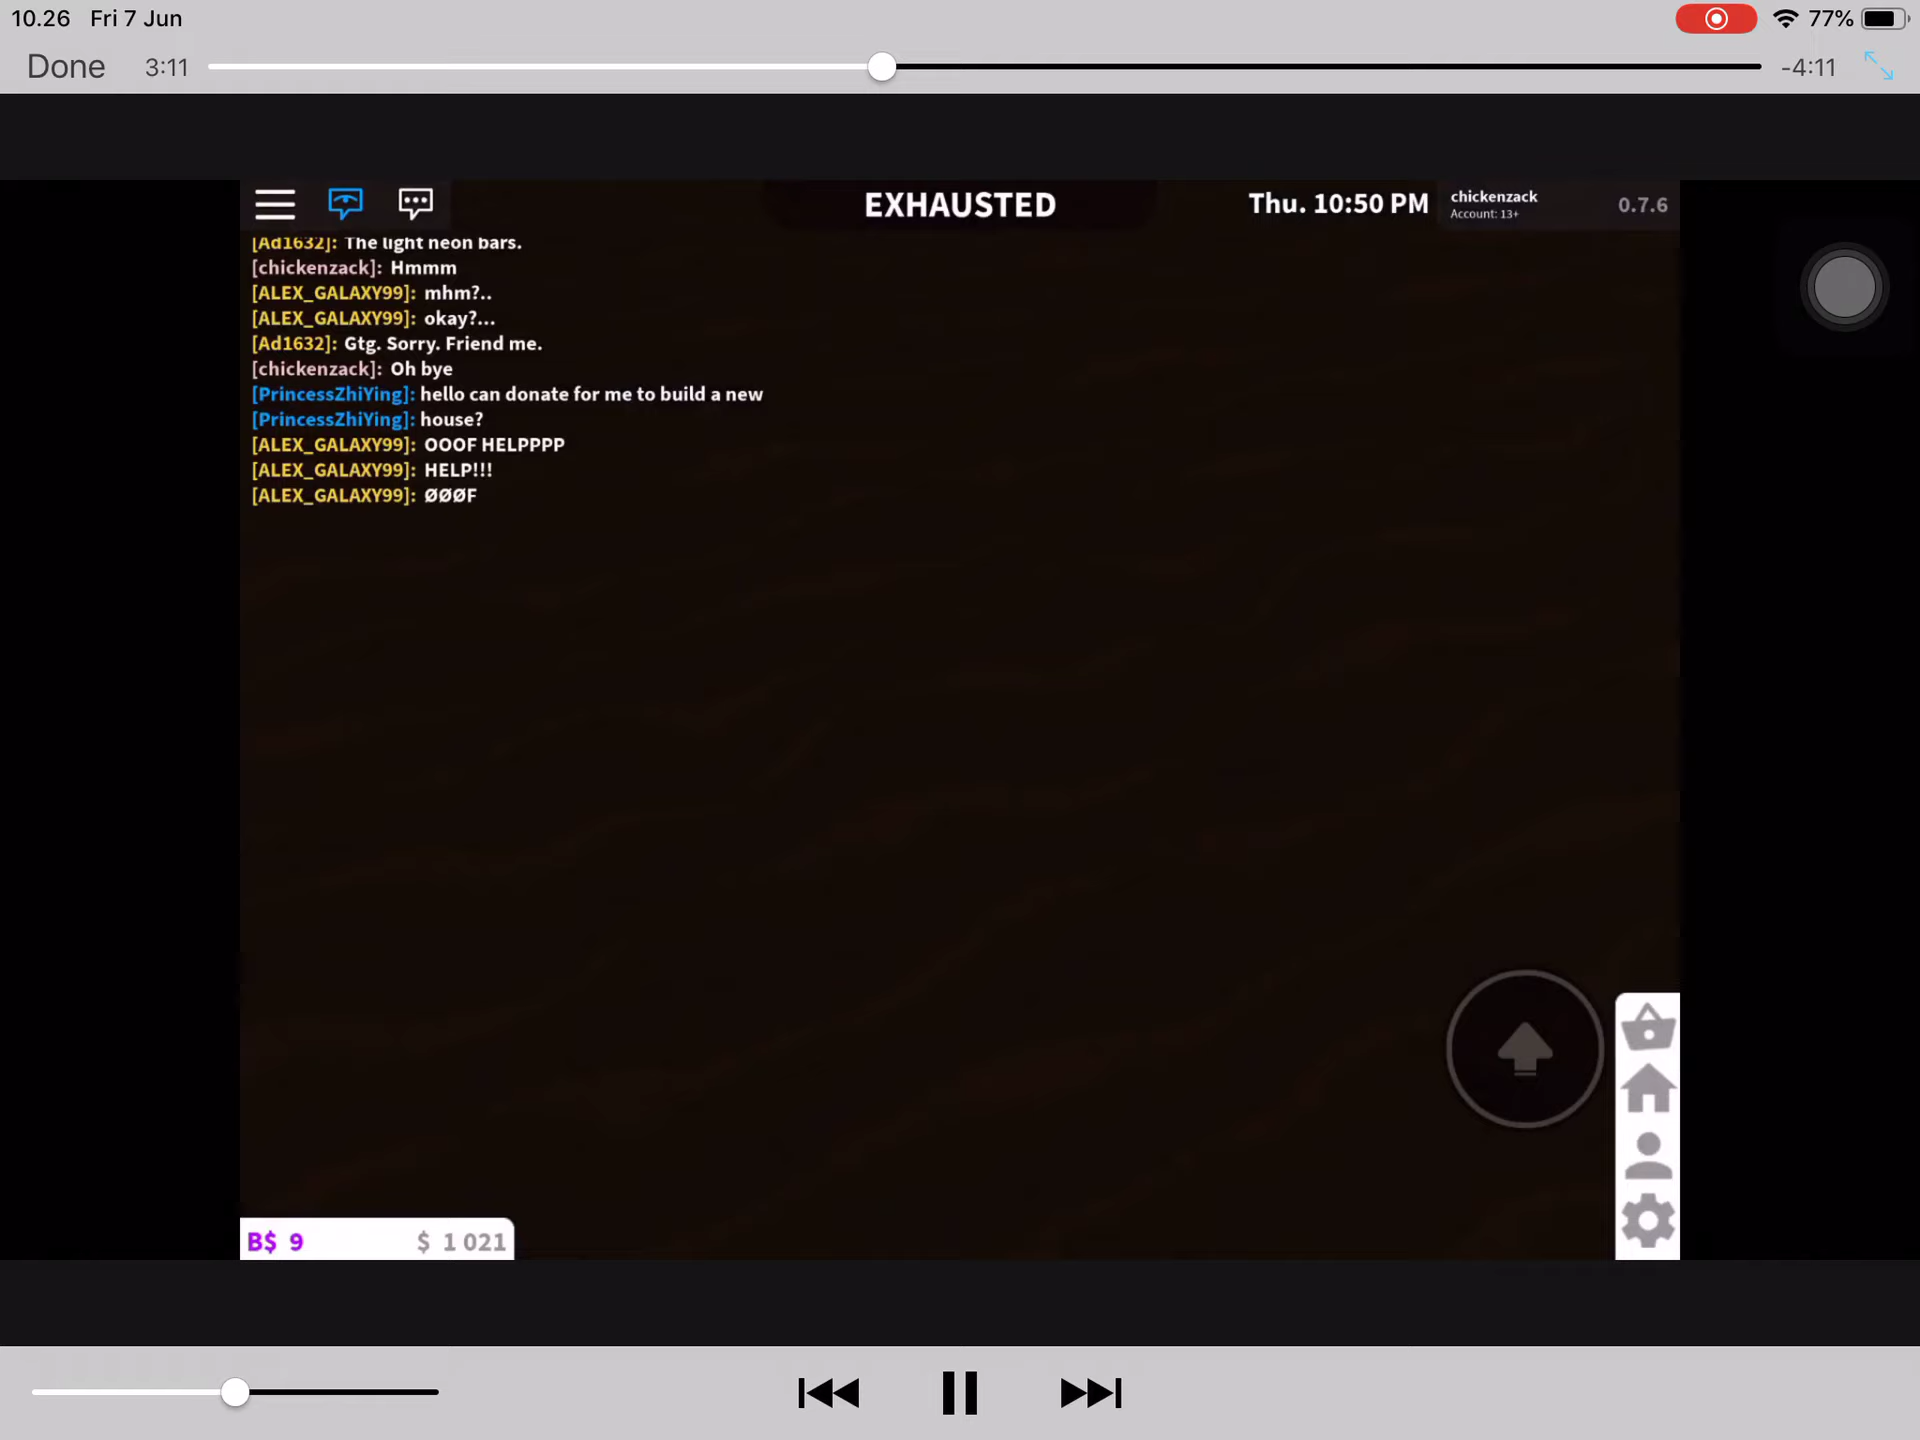 10.26 Fri 7 Jun
77%
Done 3:11 -4:11
EXHAUSTED
Thu. 10:50 PM
chickenzack
Account: 13+
0.7.6
[Ad1632]: The light neon bars.
[chickenzack]: Hmmm
[ALEX_GALAXY99]: mhm?..
[ALEX_GALAXY99]: okay?...
[Ad1632]: Gtg. Sorry. Friend me.
[chickenzack]: Oh bye
[PrincessZhiYing]: hello can donate for me to build a new
[PrincessZhiYing]: house?
[ALEX_GALAXY99]: OOOF HELPPPP
[ALEX_GALAXY99]: HELP!!!
[ALEX_GALAXY99]: ØØØF
B$ 9 $ 1 021